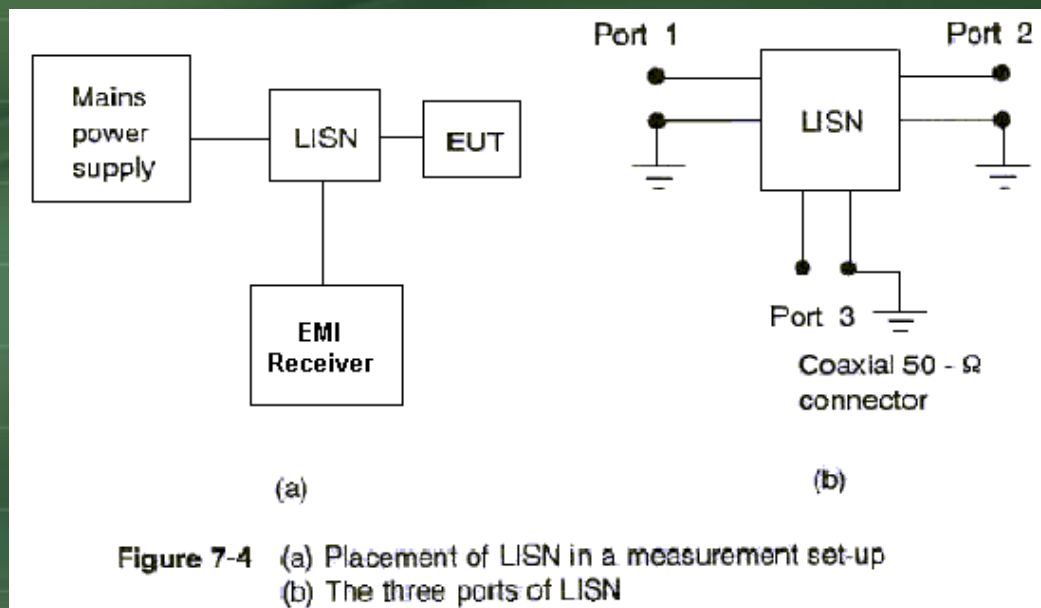 Mains
power
supply
LISN
EUT
EMI
Receiver
(a)
Port 1
Port 2
LISN
Port 3
Coaxial 50 - Ω
connector
(b)
Figure 7-4 (a) Placement of LISN in a measurement set-up
(b) The three ports of LISN